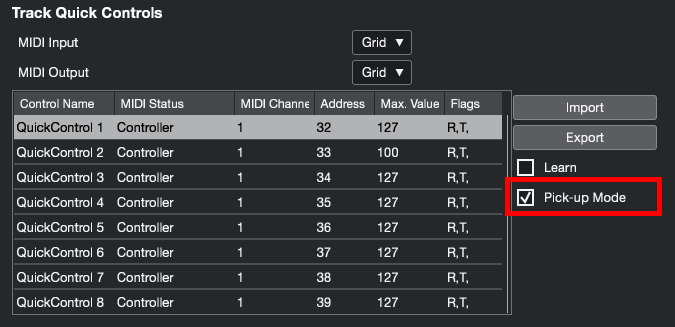 Track Quick Controls
MIDI Input Grid ▼
MIDI Output Grid ▼
Control Name MIDI Status MIDI Channe Address Max. Value Flags
QuickControl 1 Controller 1 32 127 R,T,
QuickControl 2 Controller 1 33 100 R,T,
QuickControl 3 Controller 1 34 127 R,T,
QuickControl 4 Controller 1 35 127 R,T,
QuickControl 5 Controller 1 36 127 R,T,
QuickControl 6 Controller 1 37 127 R,T,
QuickControl 7 Controller 1 38 127 R,T,
QuickControl 8 Controller 1 39 127 R,T,
Import
Export
Learn
Pick-up Mode